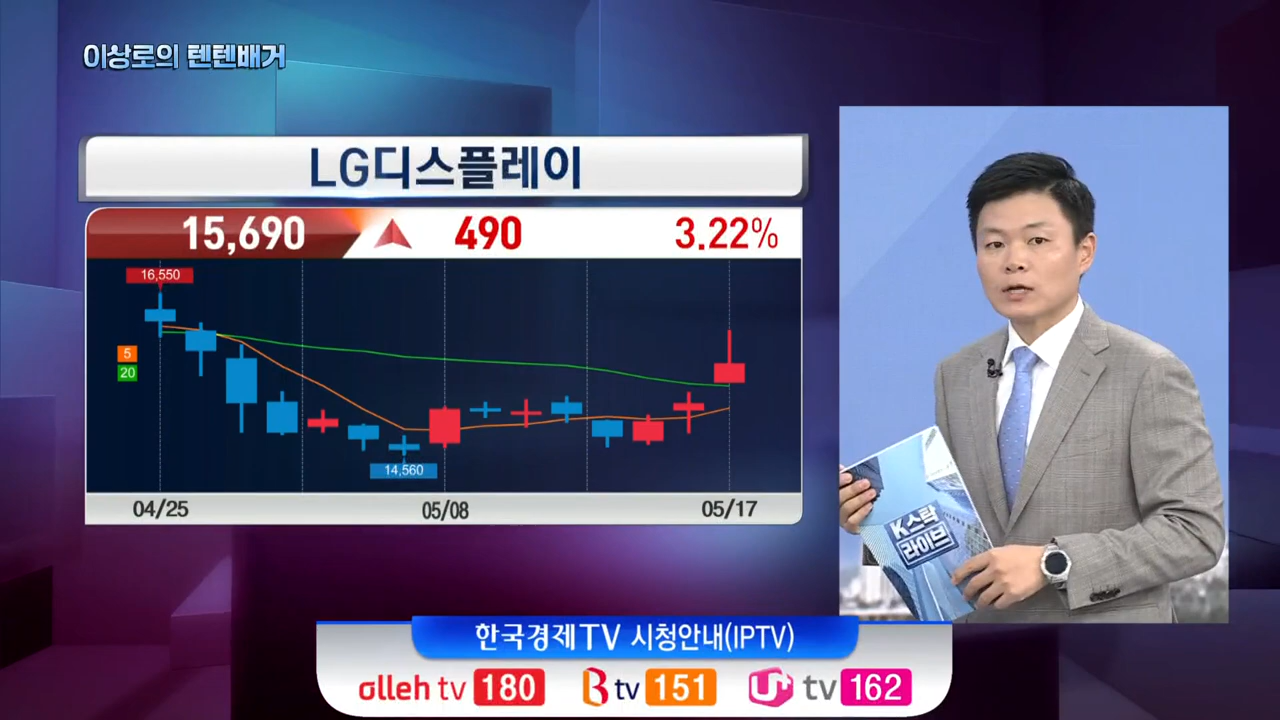 이상로의 텐텐배거
LG디스플레이
15,690 ▲ 490 3.22%
16,550
5
20
14,560
04/25 05/08 05/17
K스탁
라이브
한국경제TV 시청안내(IPTV)
olleh tv 180 B tv 151 U+ tv 162